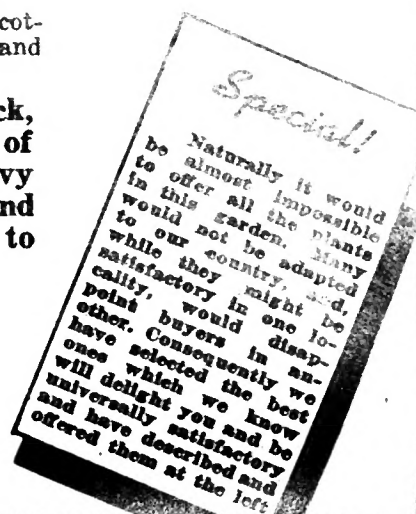 cot-
and
ck,
of
vy
nd
to
Special!
Naturally it would
be almost impossible
to offer all the plants
in this garden. Many
would not be adapted
to our country, and,
while they might be
satisfactory in one lo-
cality, would disap-
point buyers in an-
other. Consequently we
have selected the best
ones which we know
will delight you and be
universally satisfactory
and have described and
offered them at the left